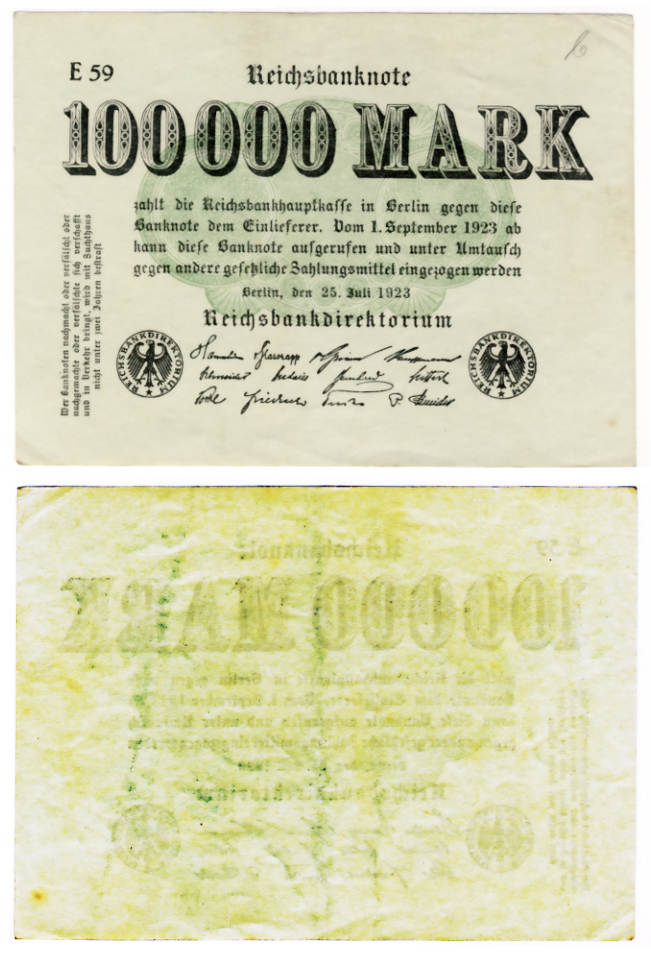 E 59
Reichsbanknote
100000 MARK
zahlt die Reichsbankhauptkasse in Berlin gegen diese
Banknote dem Einlieferer. Vom 1. September 1923 ab
kann diese Banknote aufgerufen und unter Umtausch
gegen andere gesetzliche Zahlungsmittel eingezogen werden
Berlin, den 25. Juli 1923
Reichsbankdirektorium
Wer Banknoten nachmacht oder verfälscht oder
nachgemachte oder verfälschte sich verschafft
und in Verkehr bringt, wird mit Zuchthaus
nicht unter zwei Jahren bestraft
REICHSBANKDIREKTORIUM
REICHSBANKDIREKTORIUM